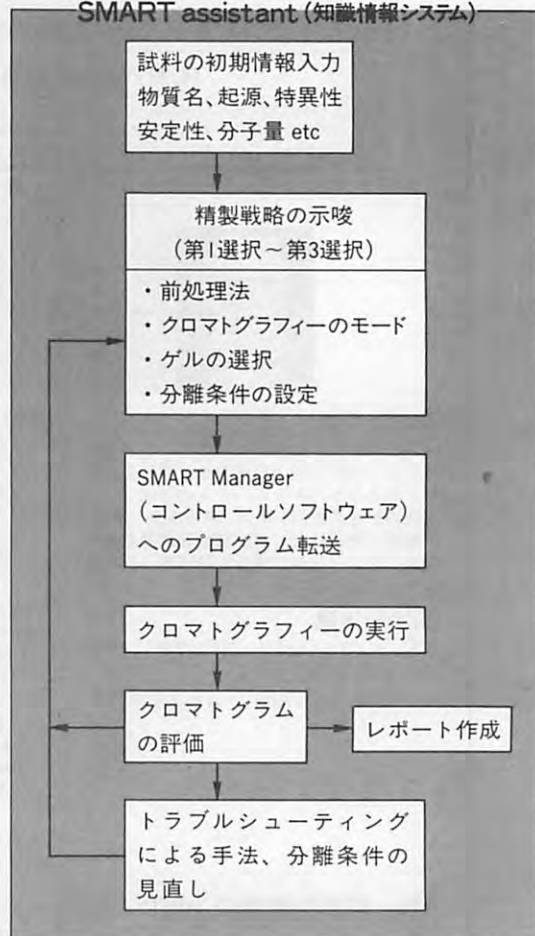 SMART assistant (知識情報システム)
試料の初期情報入力
物質名、起源、特異性
安定性、分子量 etc
精製戦略の示唆
(第1選択～第3選択)
・前処理法
・クロマトグラフィーのモード
・ゲルの選択
・分離条件の設定
SMART Manager
(コントロールソフトウェア)
へのプログラム転送
クロマトグラフィーの実行
クロマトグラム
の評価
レポート作成
トラブルシューティング
による手法、分離条件の
見直し